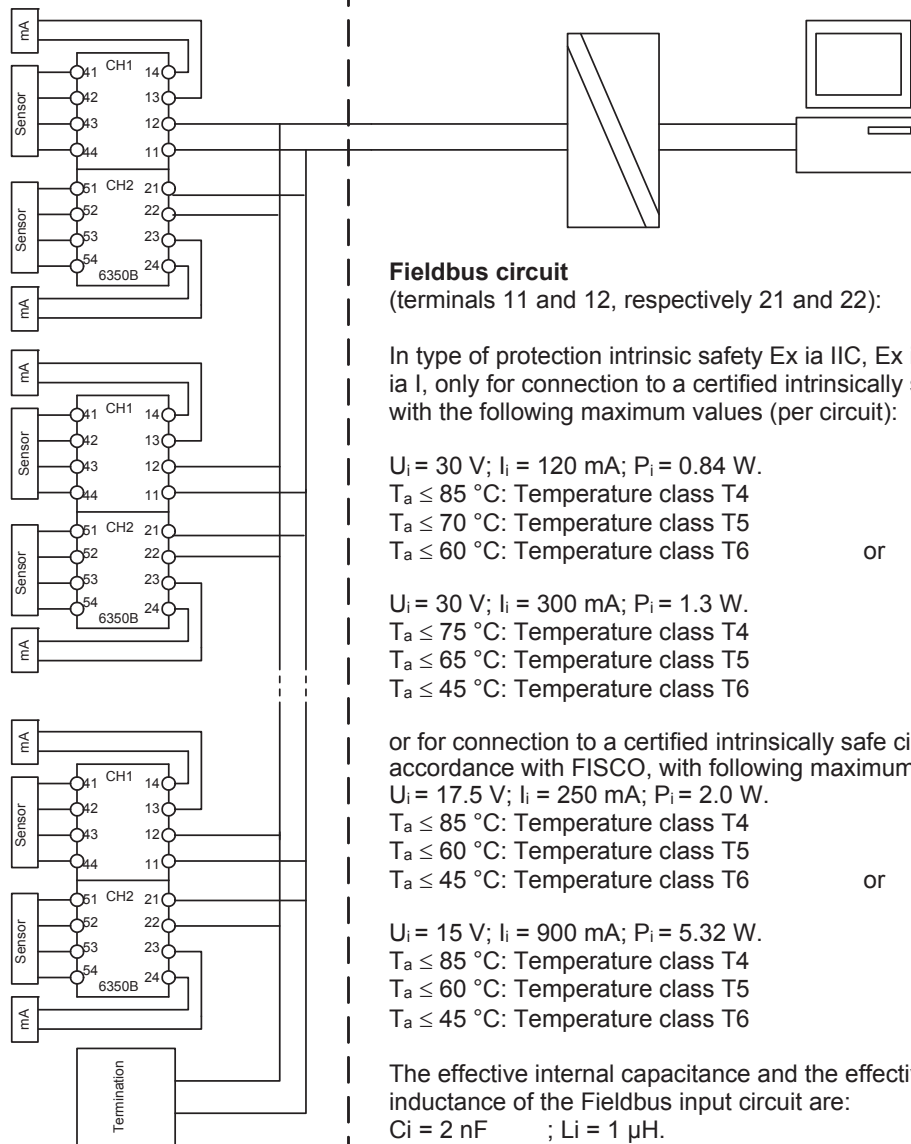 mA
41 CH1 14
42 13
43 12
44 11
Sensor
51 CH2 21
52 22
53 23
54 24
6350B
Sensor
mA
mA
41 CH1 14
42 13
43 12
44 11
Sensor
51 CH2 21
52 22
53 23
54 24
6350B
Sensor
mA
mA
41 CH1 14
42 13
43 12
44 11
Sensor
51 CH2 21
52 22
53 23
54 24
6350B
Sensor
mA
Termination
Fieldbus circuit
(terminals 11 and 12, respectively 21 and 22):
In type of protection intrinsic safety Ex ia IIC, Ex
ia I, only for connection to a certified intrinsically
with the following maximum values (per circuit):
Ui = 30 V; Ii = 120 mA; Pi = 0.84 W.
Ta ≤ 85 °C: Temperature class T4
Ta ≤ 70 °C: Temperature class T5
Ta ≤ 60 °C: Temperature class T6 or
Ui = 30 V; Ii = 300 mA; Pi = 1.3 W.
Ta ≤ 75 °C: Temperature class T4
Ta ≤ 65 °C: Temperature class T5
Ta ≤ 45 °C: Temperature class T6
or for connection to a certified intrinsically safe
accordance with FISCO, with following maximum
Ui = 17.5 V; Ii = 250 mA; Pi = 2.0 W.
Ta ≤ 85 °C: Temperature class T4
Ta ≤ 60 °C: Temperature class T5
Ta ≤ 45 °C: Temperature class T6 or
Ui = 15 V; Ii = 900 mA; Pi = 5.32 W.
Ta ≤ 85 °C: Temperature class T4
Ta ≤ 60 °C: Temperature class T5
Ta ≤ 45 °C: Temperature class T6
The effective internal capacitance and the
inductance of the Fieldbus input circuit are:
Ci = 2 nF ; Li = 1 µH.